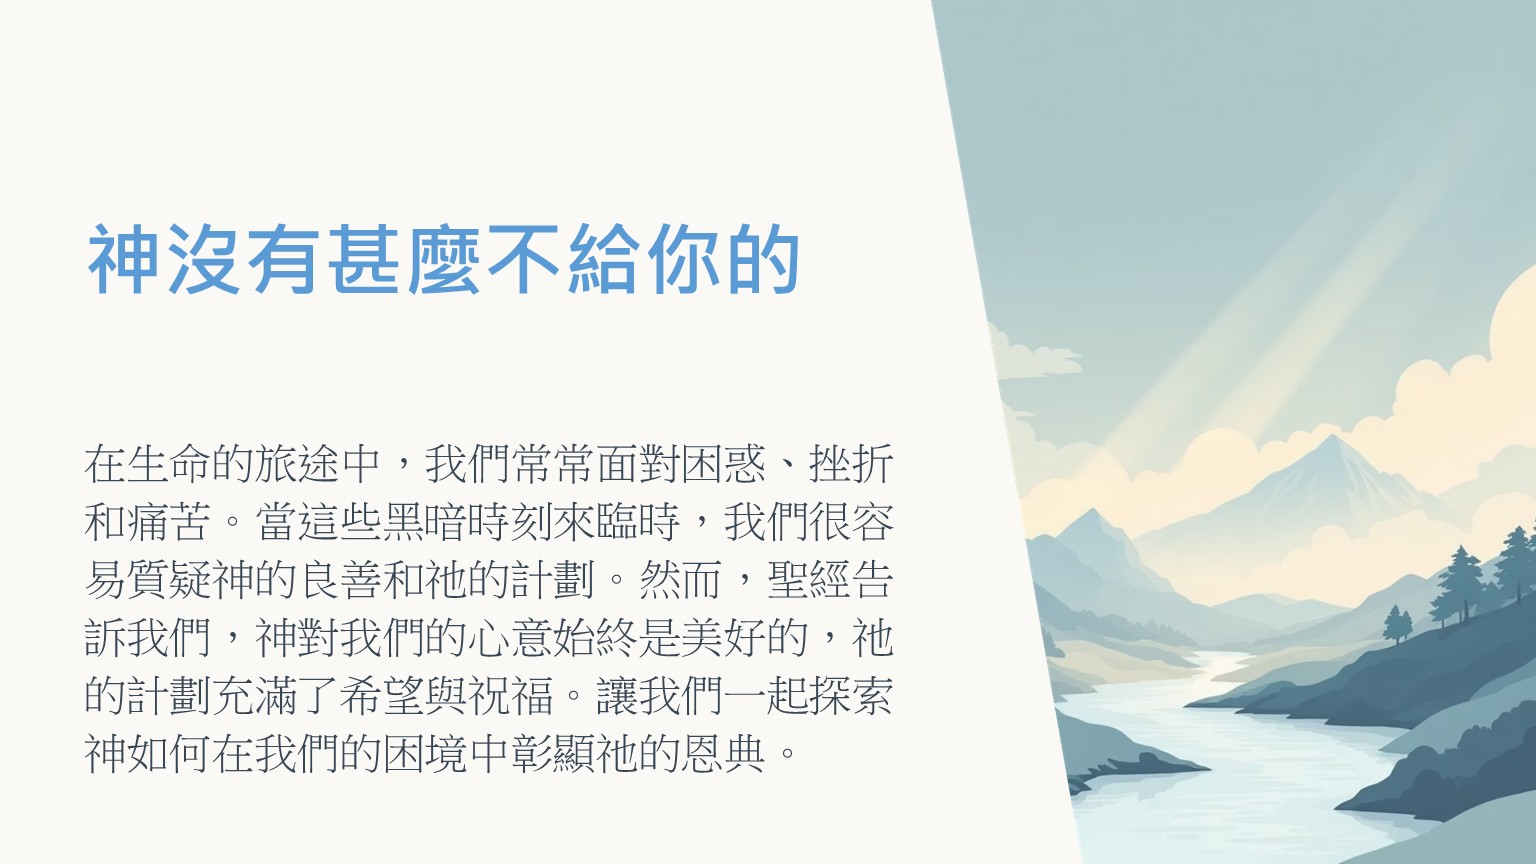 神沒有甚麼不給你的
在生命的旅途中，我們常常面對困惑、挫折
和痛苦。當這些黑暗時刻來臨時，我們很容
易質疑神的良善和祂的計劃。然而，聖經告
訴我們，神對我們的心意始終是美好的，祂
的計劃充滿了希望與祝福。讓我們一起探索
神如何在我們的困境中彰顯祂的恩典。